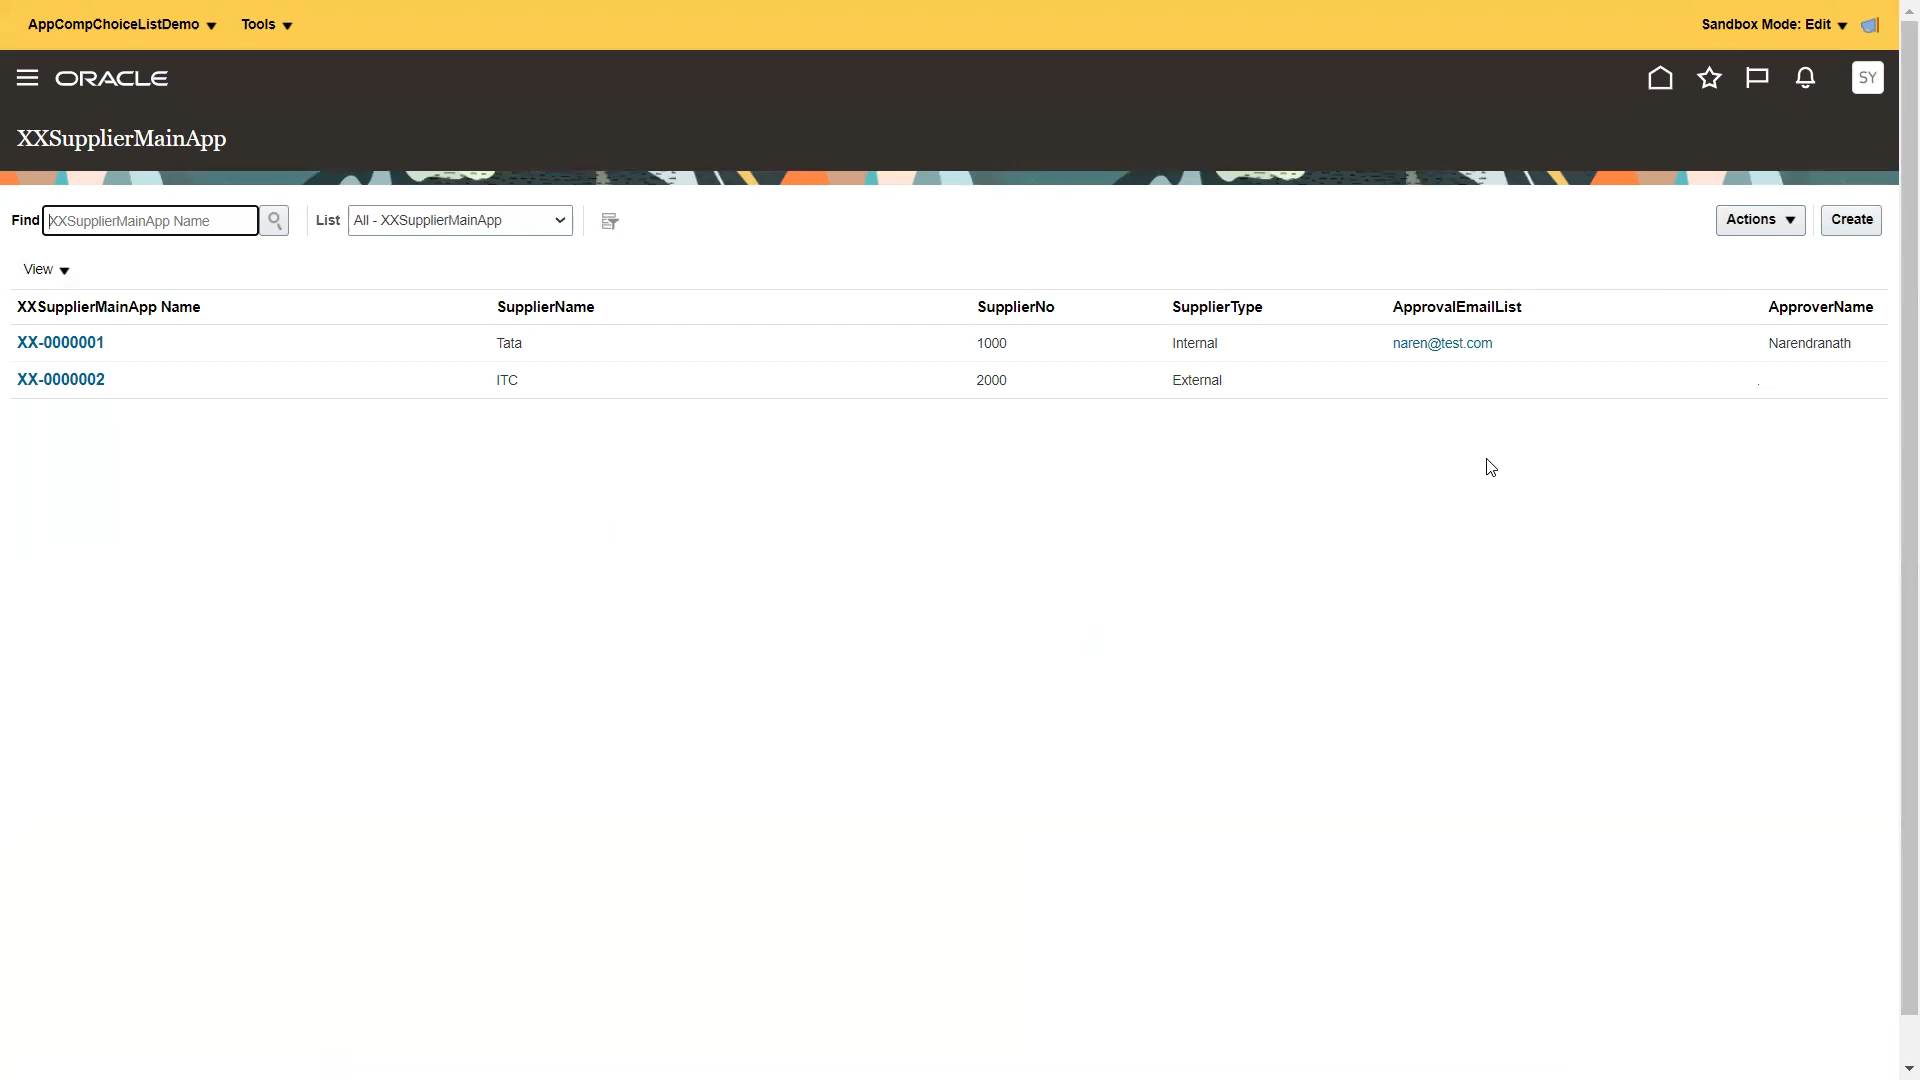 AppCompChoiceListDemo Tools Sandbox Mode: Edit
ORACLE SY
XXSupplierMainApp
Find XXSupplierMainApp Name List All - XXSupplierMainApp Actions Create
View
XXSupplierMainApp Name SupplierName SupplierNo SupplierType ApprovalEmailList ApproverName
XX-0000001 Tata 1000 Internal naren@test.com Narendranath
XX-0000002 ITC 2000 External .